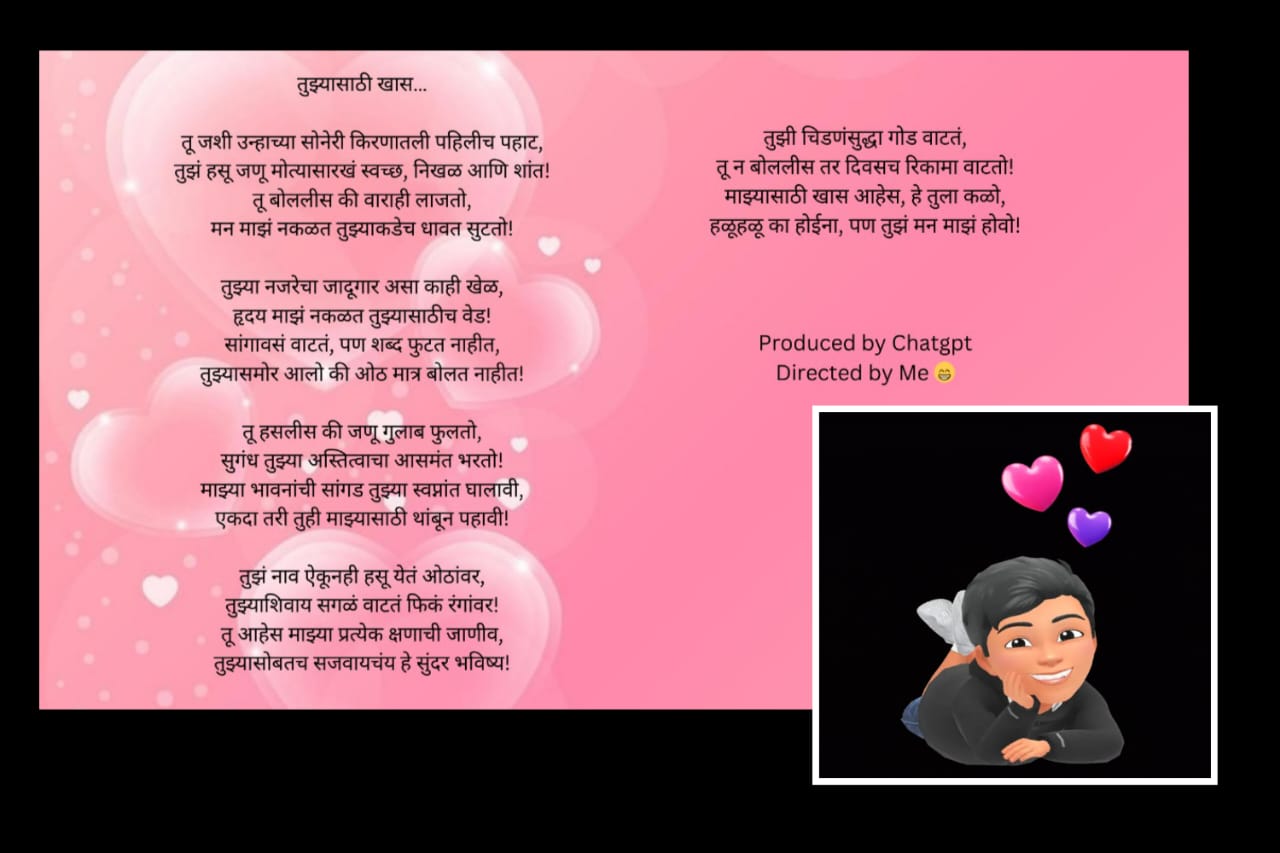 तुझ्यासाठी खास...
तू जशी उन्हाच्या सोनेरी किरणातली पहिलीच पहाट,
तुझं हसू जणू मोत्यासारखं स्वच्छ, निखळ आणि शांत!
तू बोललीस की वाराही लाजतो,
मन माझं नकळत तुझ्याकडेच धावत सुटतो!
तुझ्या नजरेचा जादूगार असा काही खेळ,
हृदय माझं नकळत तुझ्यासाठीच वेड!
सांगावसं वाटतं, पण शब्द फुटत नाहीत,
तुझ्यासमोर आलो की ओठ मात्र बोलत नाहीत!
तू हसलीस की जणू गुलाब फुलतो,
सुगंध तुझ्या अस्तित्वाचा आसमंत भरतो!
माझ्या भावनांची सांगड तुझ्या स्वप्नांत घालावी,
एकदा तरी तुही माझ्यासाठी थांबून पहावी!
तुझं नाव ऐकूनही हसू येतं ओठांवर,
तुझ्याशिवाय सगळं वाटतं फिकं रंगांवर!
तू आहेस माझ्या प्रत्येक क्षणाची जाणीव,
तुझ्यासोबतच सजवायचंय हे सुंदर भविष्य!
तुझी चिडणंसुद्धा गोड वाटतं,
तू न बोललीस तर दिवसच रिकामा वाटतो!
माझ्यासाठी खास आहेस, हे तुला कळो,
हळूहळू का होईना, पण तुझं मन माझं होवो!
Produced by Chatgpt
Directed by Me 😁